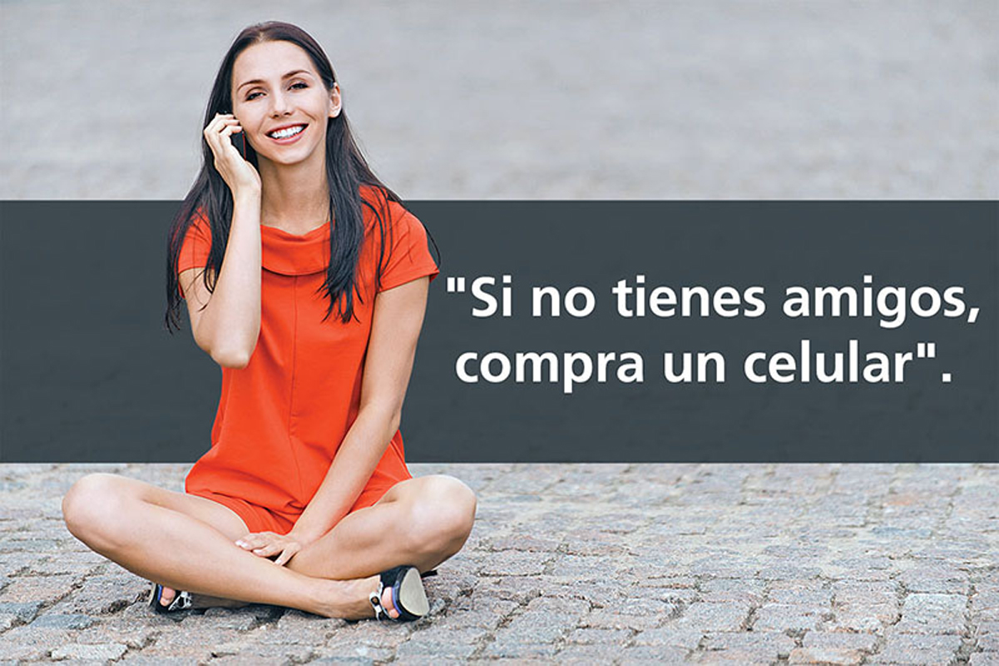 "Si no tienes amigos,
compra un celular".